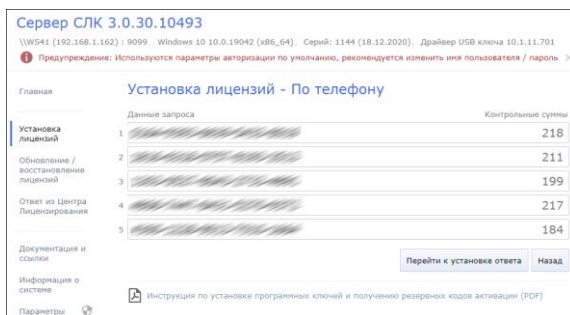 Сервер СЛК 3.0.30.10493
\\WS41 (192.168.1.162) : 9099, Windows 10 10.0.19042 (x86_64). Серий: 1144 (18.12.2020). Драйвер USB ключа 10.1.11.701
Предупреждение: Используются параметры авторизации по умолчанию, рекомендуется изменить имя пользователя / пароль
Главная
Установка лицензий
Обновление / восстановление лицензий
Ответ из Центра Лицензирования
Документация и ссылки
Информация о системе
Параметры
Установка лицензий - По телефону
Данные запроса Контрольные суммы
1 218
2 211
3 199
4 217
5 184
Перейти к установке ответа Назад
Инструкция по установке программных ключей и получению резервных кодов активации (PDF)